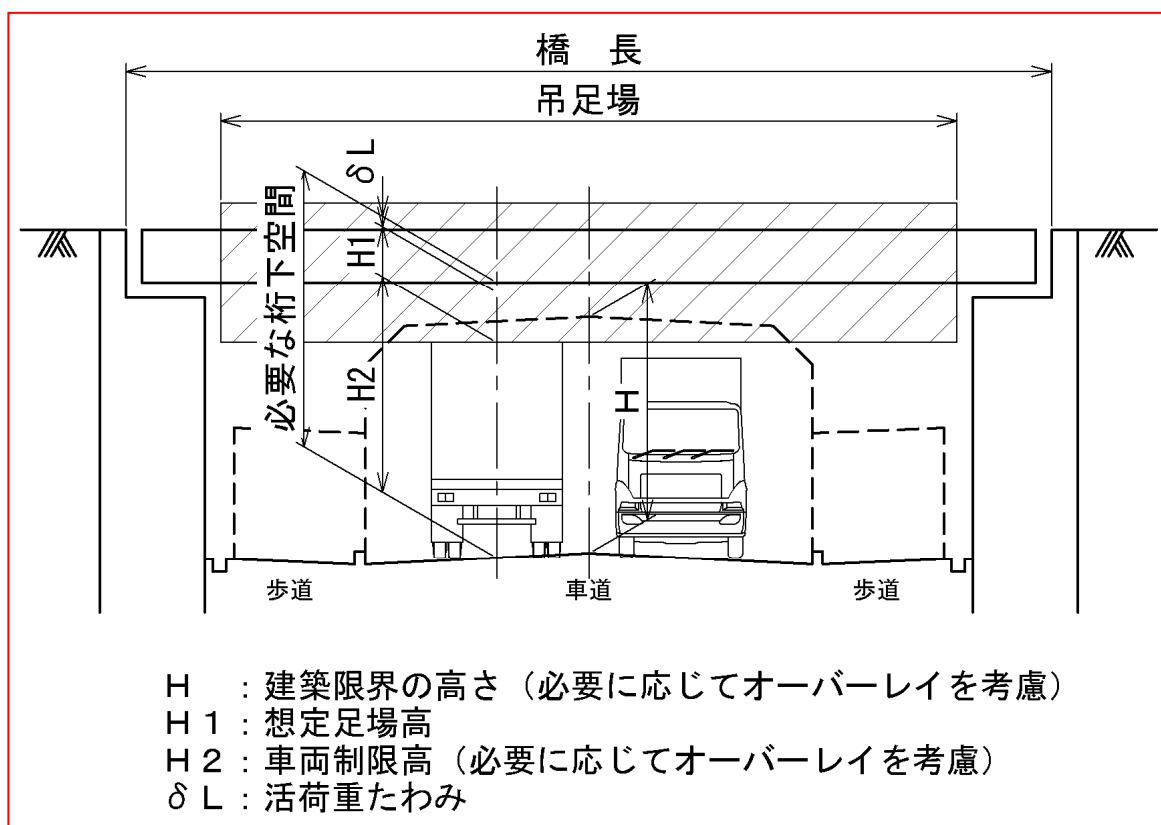 橋　長
吊足場
δL
H1
必要な桁下空間
H2
H
歩道
車道
歩道
H　：建築限界の高さ（必要に応じてオーバーレイを考慮）
H１：想定足場高
H２：車両制限高（必要に応じてオーバーレイを考慮）
δL：活荷重たわみ